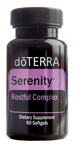 dōTERRA
Serenity
Restful Complex
Dietary Supplement
60 Softgels